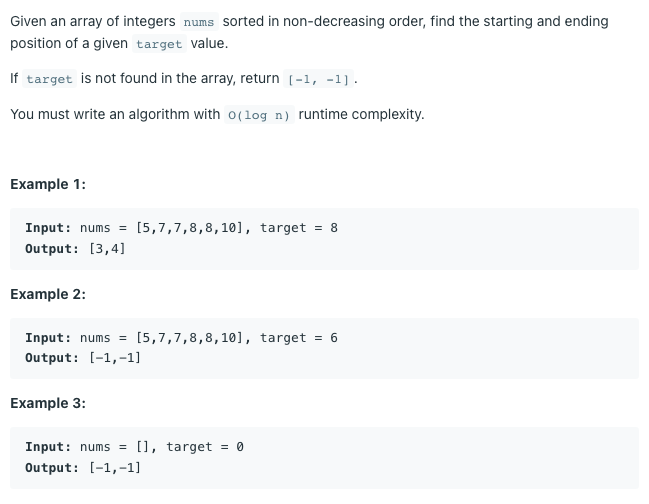 Given an array of integers nums sorted in non-decreasing order, find the starting and ending
position of a given target value.
If target is not found in the array, return [-1, -1].
You must write an algorithm with O(log n) runtime complexity.
Example 1:
Input: nums = [5,7,7,8,8,10], target = 8
Output: [3,4]
Example 2:
Input: nums = [5,7,7,8,8,10], target = 6
Output: [-1,-1]
Example 3:
Input: nums = [], target = 0
Output: [-1,-1]